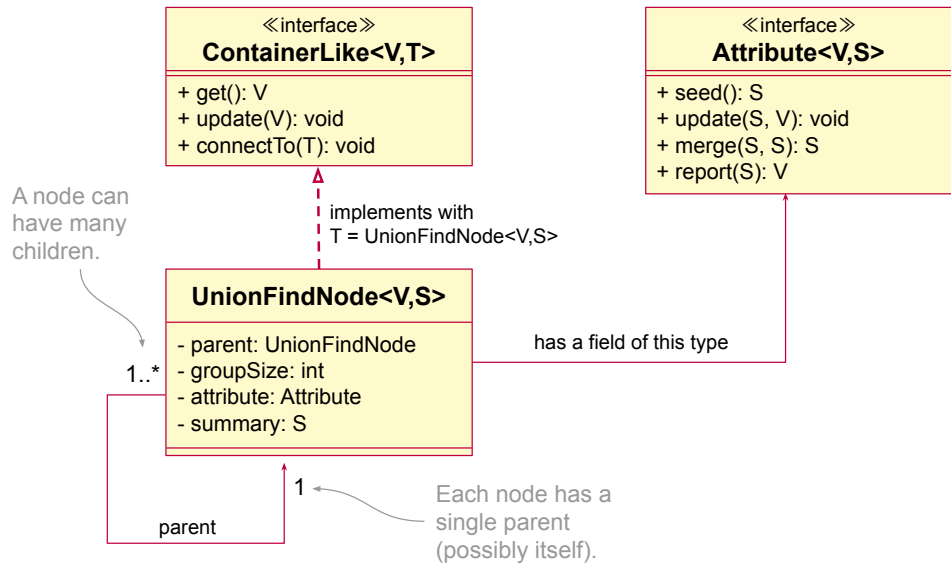 ≪interface≫
ContainerLike<V,T>
+ get(): V
+ update(V): void
+ connectTo(T): void
≪interface≫
Attribute<V,S>
+ seed(): S
+ update(S, V): void
+ merge(S, S): S
+ report(S): V
A node can
have many
children.
implements with
T = UnionFindNode<V,S>
UnionFindNode<V,S>
- parent: UnionFindNode
- groupSize: int
- attribute: Attribute
- summary: S
has a field of this type
1..*
1
parent
Each node has a
single parent
(possibly itself).